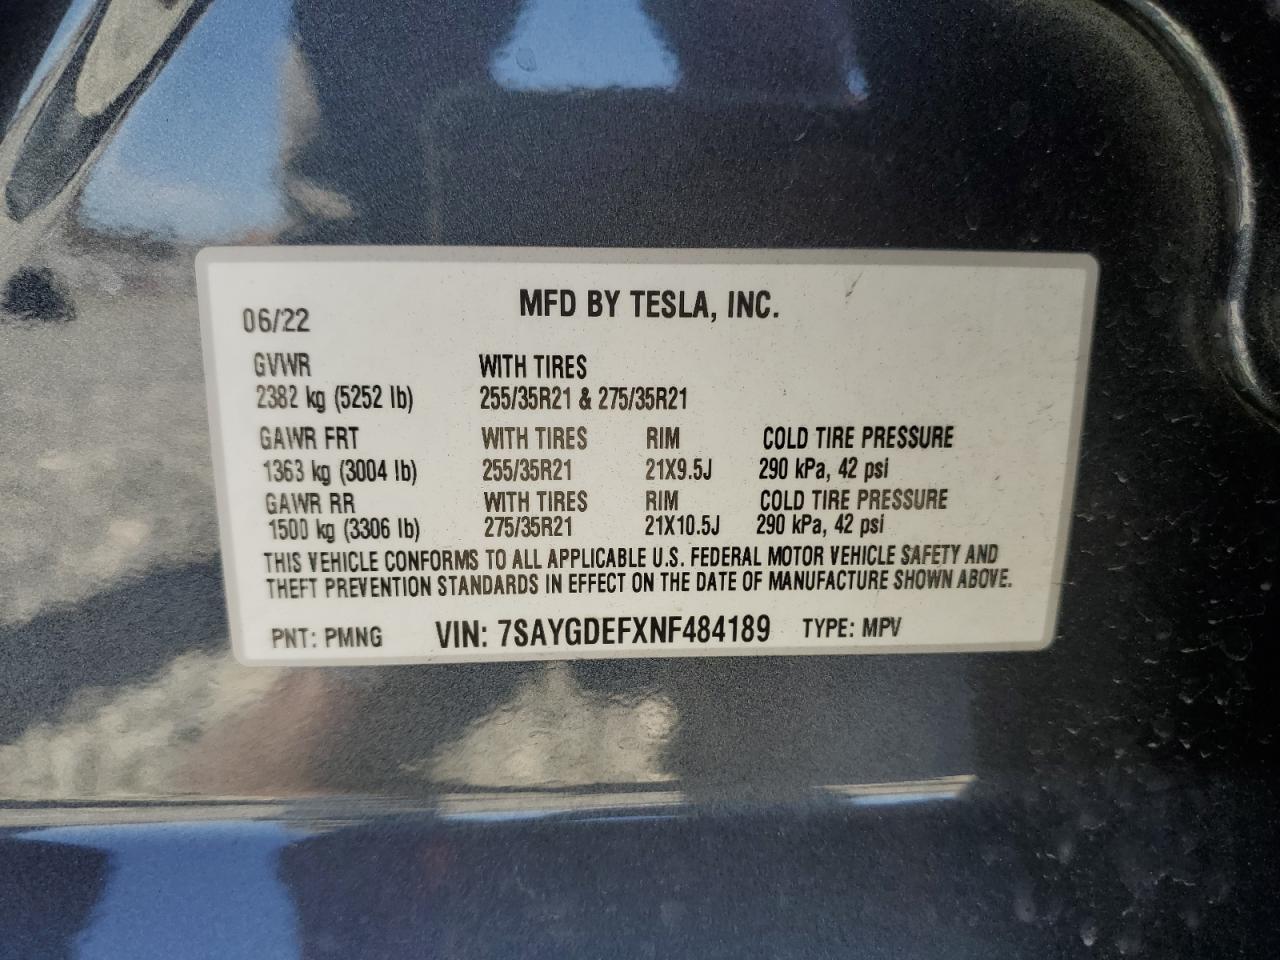 MFD BY TESLA, INC.
06/22
GVWR WITH TIRES
2382 kg (5252 lb) 255/35R21 & 275/35R21
GAWR FRT WITH TIRES RIM COLD TIRE PRESSURE
1363 kg (3004 lb) 255/35R21 21X9.5J 290 kPa, 42 psi
GAWR RR WITH TIRES RIM COLD TIRE PRESSURE
1500 kg (3306 lb) 275/35R21 21X10.5J 290 kPa, 42 psi
THIS VEHICLE CONFORMS TO ALL APPLICABLE U.S. FEDERAL MOTOR VEHICLE SAFETY AND
THEFT PREVENTION STANDARDS IN EFFECT ON THE DATE OF MANUFACTURE SHOWN ABOVE.
PNT: PMNG VIN: 7SAYGDEFXNF484189 TYPE: MPV